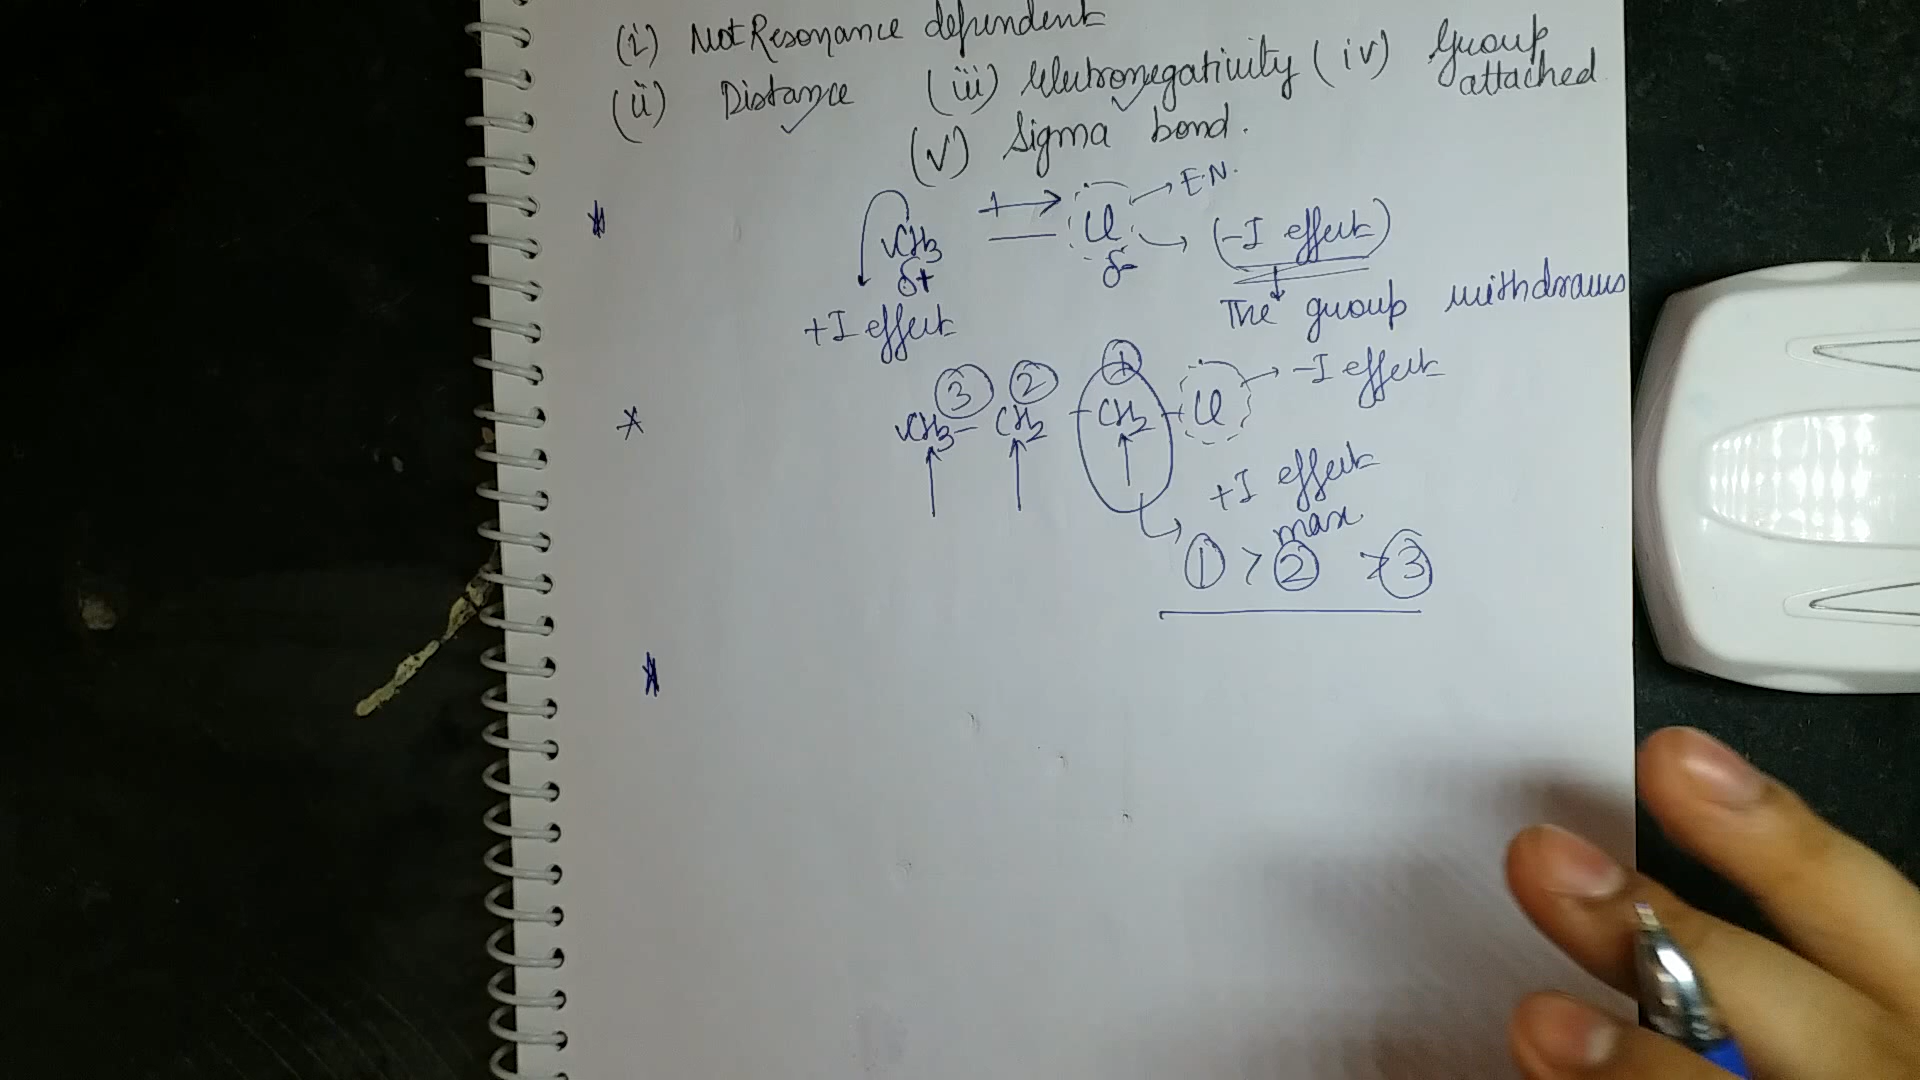 (i) Not Resonance dependent
(ii) Distance (iii) Electronegativity (iv) Group attached
(v) Sigma bond.
CH3 Cl → E.N.
δ+ δ- → (-I effect)
+I effect The group withdraws
③ ② ①
CH3 - CH2 - CH2 - Cl → -I effect
+I effect
max
① > ② > ③